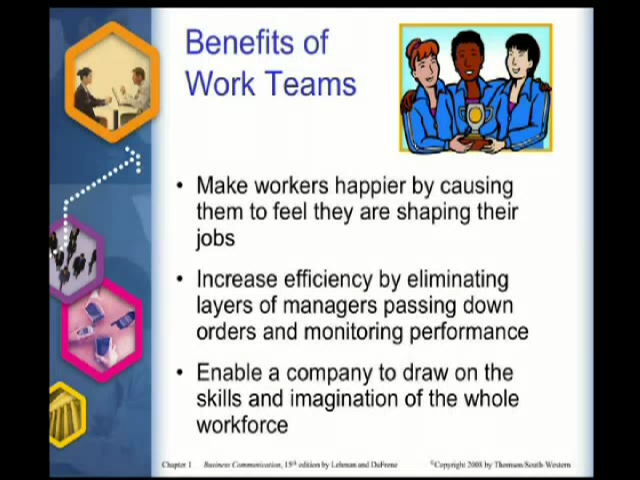 Benefits of
Work Teams
• Make workers happier by causing
them to feel they are shaping their
jobs
• Increase efficiency by eliminating
layers of managers passing down
orders and monitoring performance
• Enable a company to draw on the
skills and imagination of the whole
workforce
Chapter 1 Business Communication, 15th edition by Lehman and DuFrene ©Copyright 2008 by Thomson/South-Western